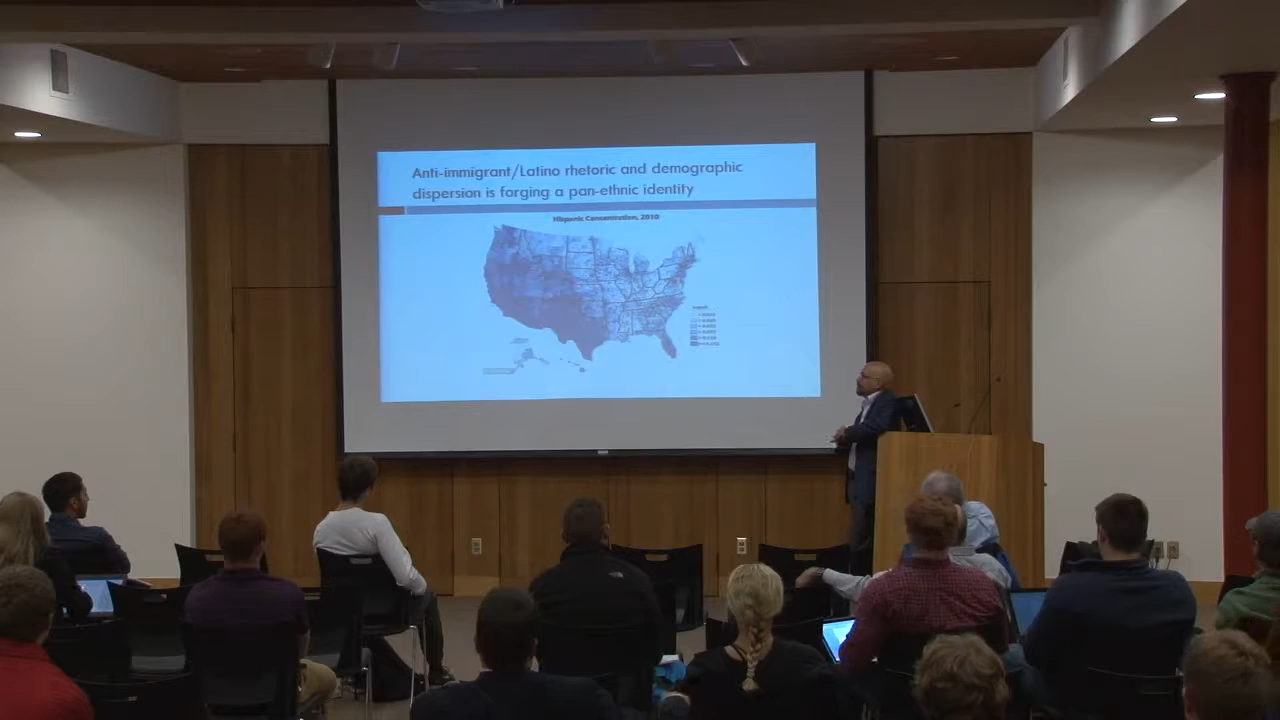 Anti-immigrant/Latino rhetoric and demographic
dispersion is forging a pan-ethnic identity
Hispanic Concentration, 2010